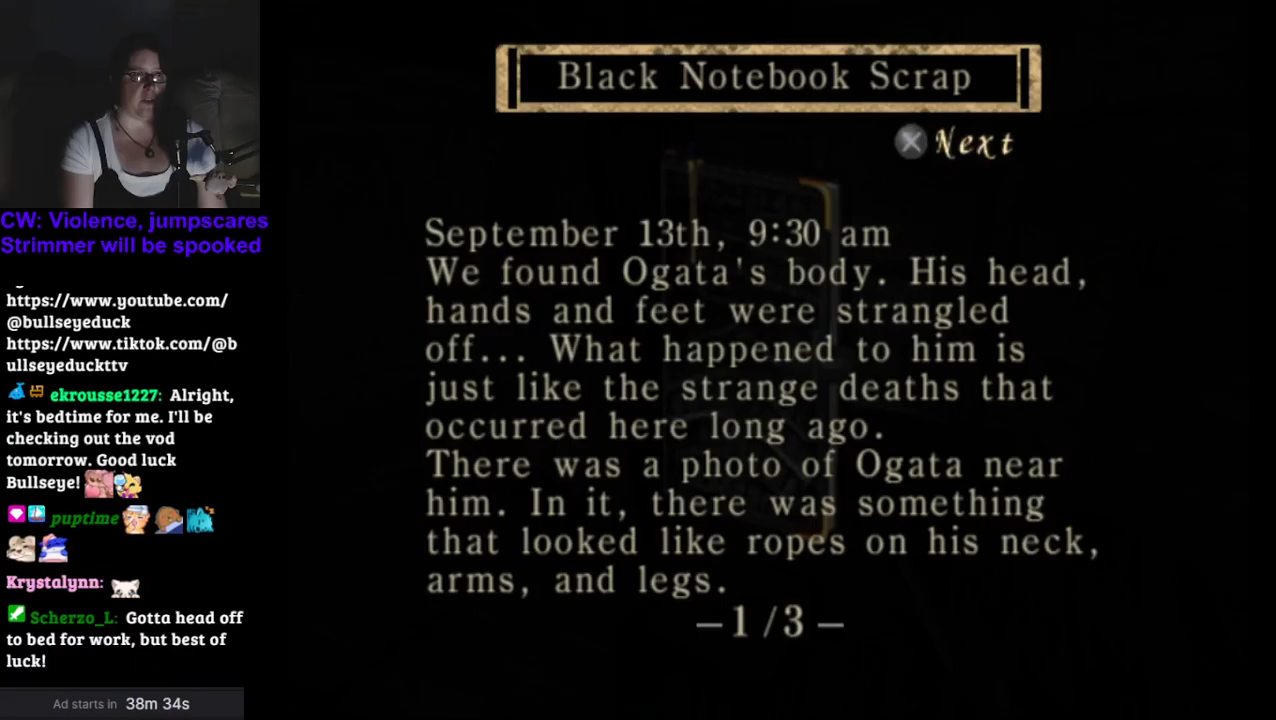 Black Notebook Scrap
Next
September 13th, 9:30 am
We found Ogata's body. His head,
hands and feet were strangled
off... What happened to him is
just like the strange deaths that
occurred here long ago.
There was a photo of Ogata near
him. In it, there was something
that looked like ropes on his neck,
arms, and legs.
–1/3–
CW: Violence, jumpscares
Strimmer will be spooked
https://www.youtube.com/
@bullseyeduck
https://www.tiktok.com/@b
ullseyeduckttv
ekrousse1227: Alright,
it's bedtime for me. I'll be
checking out the vod
tomorrow. Good luck
Bullseye!
puptime
Krystalynn:
Scherzo_L: Gotta head off
to bed for work, but best of
luck!
Ad starts in 38m 34s